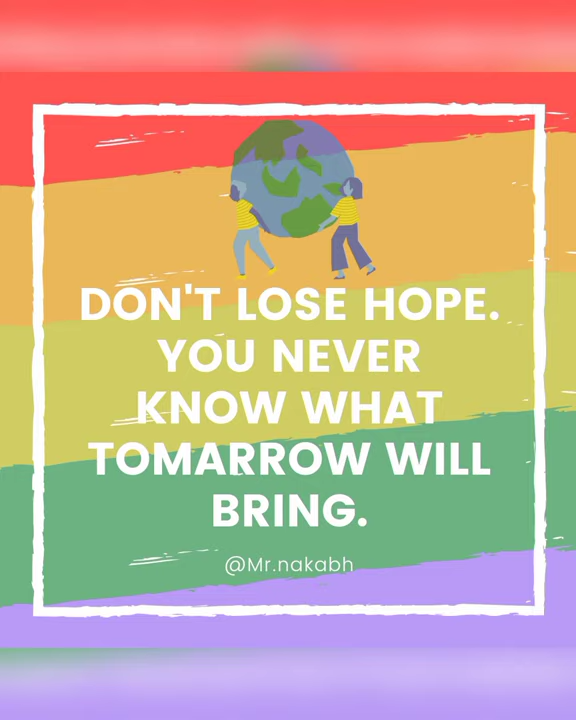 DON'T LOSE HOPE.
YOU NEVER
KNOW WHAT
TOMARROW WILL
BRING.
@Mr.nakabh